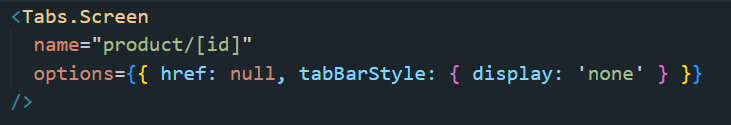 <Tabs.Screen
name="product/[id]"
options={{ href: null, tabBarStyle: { display: 'none' } }}
/>